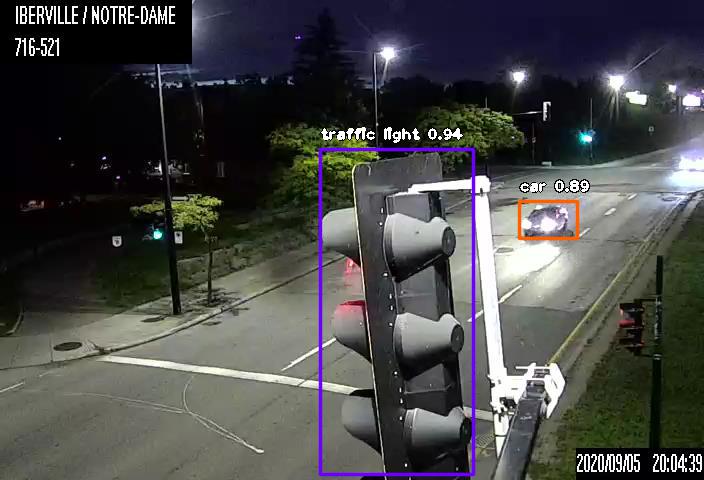 IBERVILLE / NOTRE-DAME
716-521
traffic light 0.94
car 0.89
2020/09/05 20:04:39